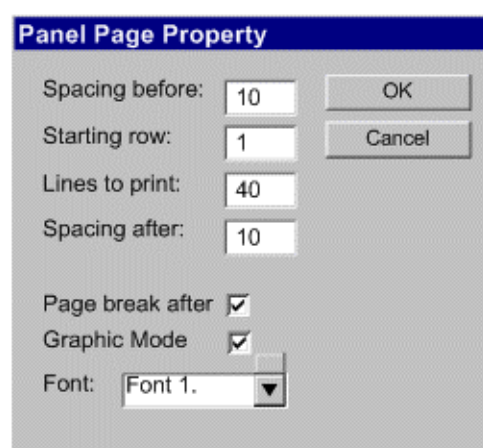 Panel Page Property
Spacing before: 10 OK
Starting row: 1 Cancel
Lines to print: 40
Spacing after: 10
Page break after
Graphic Mode
Font: Font 1.